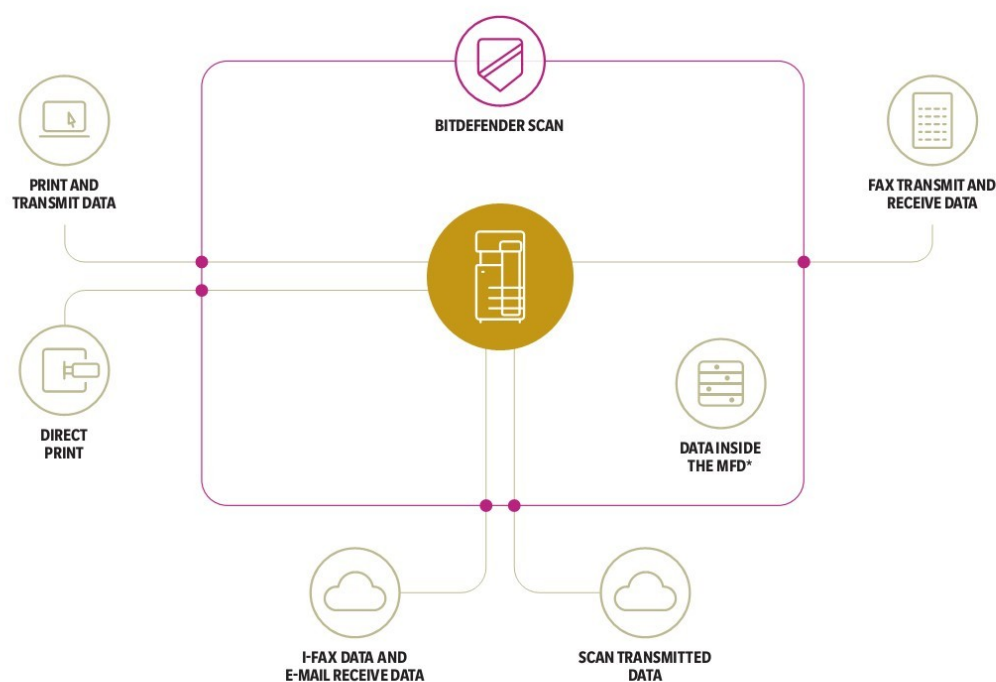 BITDEFENDER SCAN
PRINT AND
TRANSMIT DATA
FAX TRANSMIT AND
RECEIVE DATA
DIRECT
PRINT
DATA INSIDE
THE MFD*
I-FAX DATA AND
E-MAIL RECEIVE DATA
SCAN TRANSMITTED
DATA